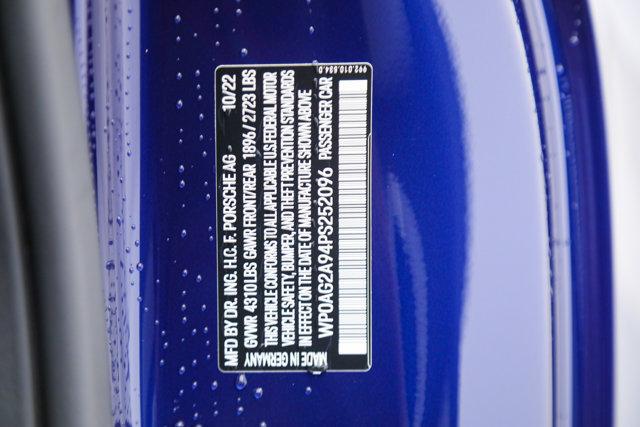 MFD BY DR. ING. H.C. F. PORSCHE AG 10/22
GVWR 4310 LBS GAWR FRONT/REAR 1896/2723 LBS
THIS VEHICLE CONFORMS TO ALL APPLICABLE U.S. FEDERAL MOTOR
VEHICLE SAFETY, BUMPER, AND THEFT PREVENTION STANDARDS
IN EFFECT ON THE DATE OF MANUFACTURE SHOWN ABOVE
WP0AG2A94PS252096 PASSENGER CAR
MADE IN GERMANY
992.010.684.0